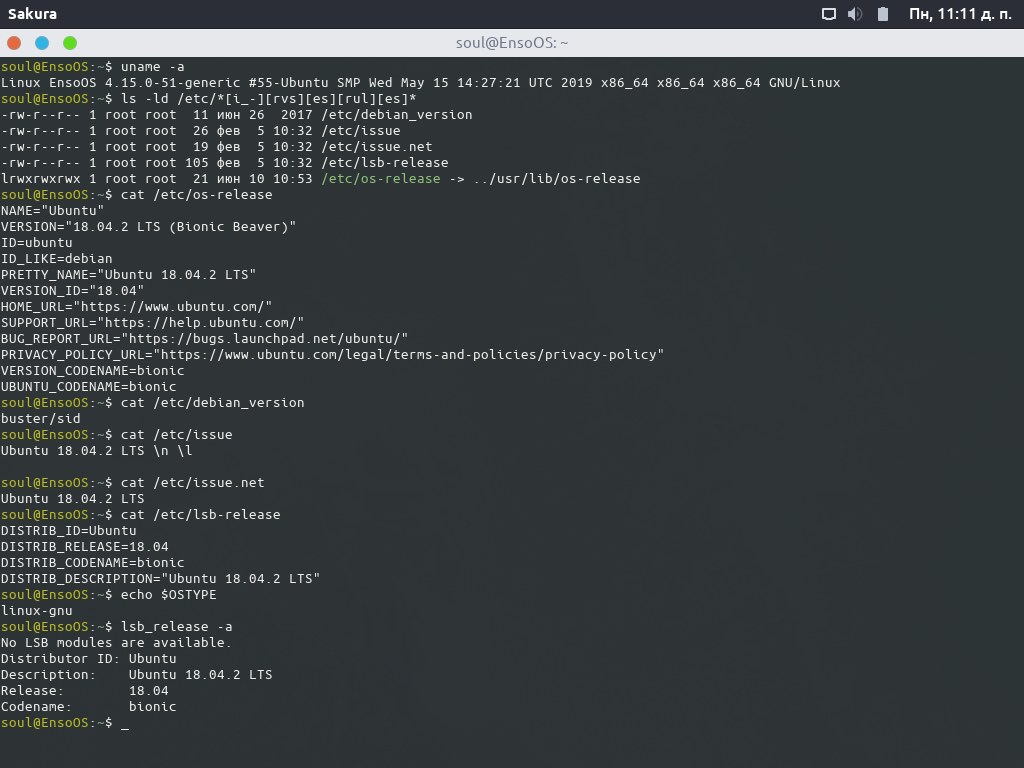 Sakura
Пн, 11:11 д. п.
soul@EnsoOS: ~
soul@EnsoOS:~$ uname -a
Linux EnsoOS 4.15.0-51-generic #55-Ubuntu SMP Wed May 15 14:27:21 UTC 2019 x86_64 x86_64 x86_64 GNU/Linux
soul@EnsoOS:~$ ls -ld /etc/*[i_-][rvs][es][rul][es]*
-rw-r--r-- 1 root root  11 июн 26  2017 /etc/debian_version
-rw-r--r-- 1 root root  26 фев  5 10:32 /etc/issue
-rw-r--r-- 1 root root  19 фев  5 10:32 /etc/issue.net
-rw-r--r-- 1 root root 105 фев  5 10:32 /etc/lsb-release
lrwxrwxrwx 1 root root  21 июн 10 10:53 /etc/os-release -> ../usr/lib/os-release
soul@EnsoOS:~$ cat /etc/os-release
NAME="Ubuntu"
VERSION="18.04.2 LTS (Bionic Beaver)"
ID=ubuntu
ID_LIKE=debian
PRETTY_NAME="Ubuntu 18.04.2 LTS"
VERSION_ID="18.04"
HOME_URL="https://www.ubuntu.com/"
SUPPORT_URL="https://help.ubuntu.com/"
BUG_REPORT_URL="https://bugs.launchpad.net/ubuntu/"
PRIVACY_POLICY_URL="https://www.ubuntu.com/legal/terms-and-policies/privacy-policy"
VERSION_CODENAME=bionic
UBUNTU_CODENAME=bionic
soul@EnsoOS:~$ cat /etc/debian_version
buster/sid
soul@EnsoOS:~$ cat /etc/issue
Ubuntu 18.04.2 LTS \n \l
soul@EnsoOS:~$ cat /etc/issue.net
Ubuntu 18.04.2 LTS
soul@EnsoOS:~$ cat /etc/lsb-release
DISTRIB_ID=Ubuntu
DISTRIB_RELEASE=18.04
DISTRIB_CODENAME=bionic
DISTRIB_DESCRIPTION="Ubuntu 18.04.2 LTS"
soul@EnsoOS:~$ echo $OSTYPE
linux-gnu
soul@EnsoOS:~$ lsb_release -a
No LSB modules are available.
Distributor ID: Ubuntu
Description:    Ubuntu 18.04.2 LTS
Release:        18.04
Codename:       bionic
soul@EnsoOS:~$ _